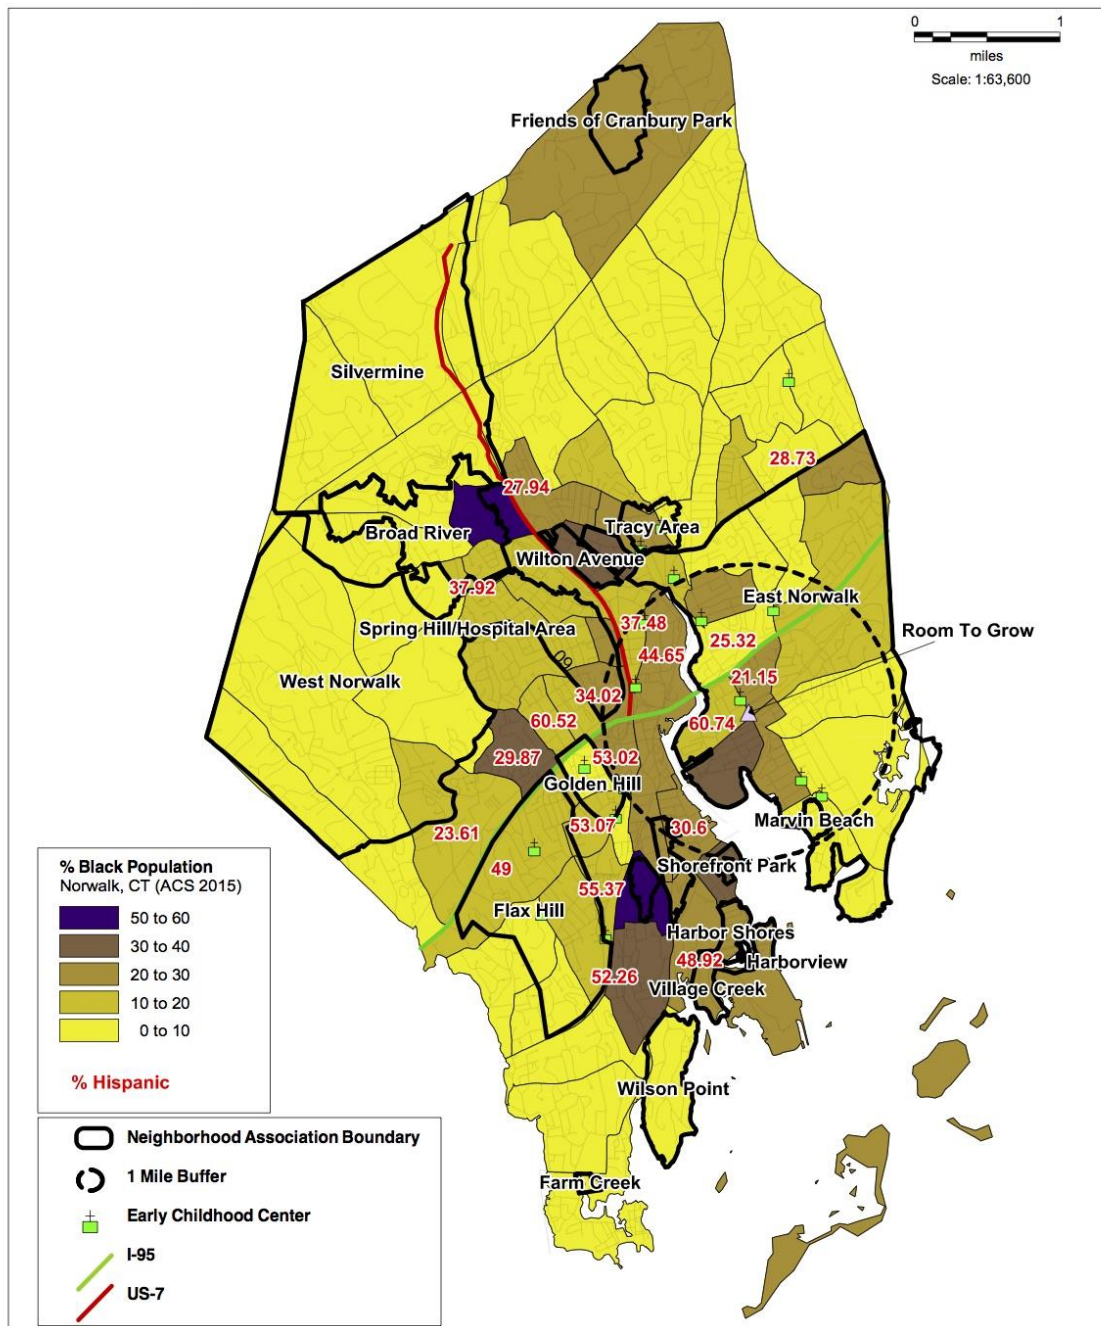 0 1
miles
Scale: 1:63,600
Friends of Cranbury Park
Silvermine
28.73
27.94
Tracy Area
Broad River
Wilton Avenue
37.92
East Norwalk
37.48
Spring Hill/Hospital Area
25.32
Room To Grow
44.65
60
West Norwalk
21.15
34.02
60.52
60.74
29.87
53.02
Golden Hill
Marvin Beach
53.07
30.6
23.61
Shorefront Park
49
55.37
Flax Hill
Harbor Shores
48.92
Harborview
52.26
Village Creek
Wilson Point
Farm Creek
% Black Population
Norwalk, CT (ACS 2015)
50 to 60
30 to 40
20 to 30
10 to 20
0 to 10
% Hispanic
Neighborhood Association Boundary
1 Mile Buffer
Early Childhood Center
I-95
US-7